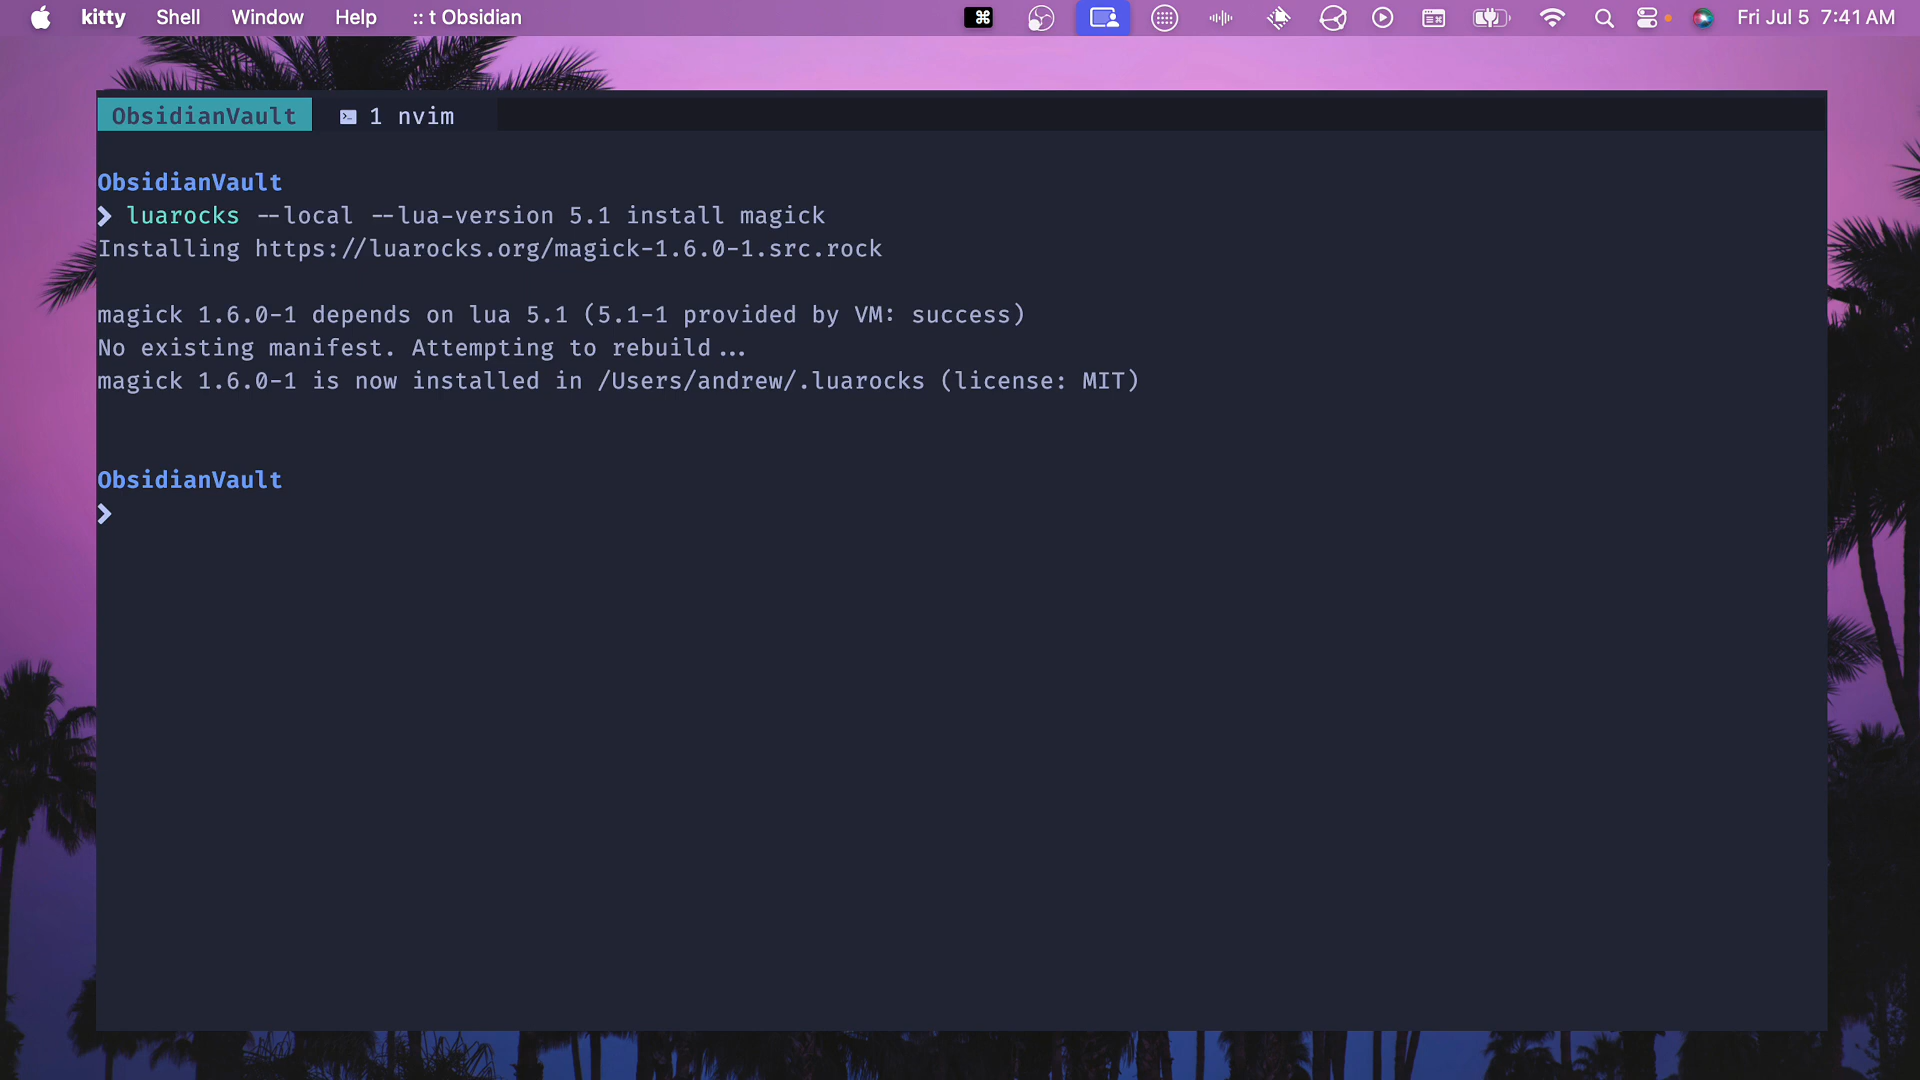 kitty Shell Window Help :: t Obsidian Fri Jul 5 7:41 AM
ObsidianVault 1 nvim
ObsidianVault
❯ luarocks --local --lua-version 5.1 install magick
Installing https://luarocks.org/magick-1.6.0-1.src.rock
magick 1.6.0-1 depends on lua 5.1 (5.1-1 provided by VM: success)
No existing manifest. Attempting to rebuild...
magick 1.6.0-1 is now installed in /Users/andrew/.luarocks (license: MIT)
ObsidianVault
❯